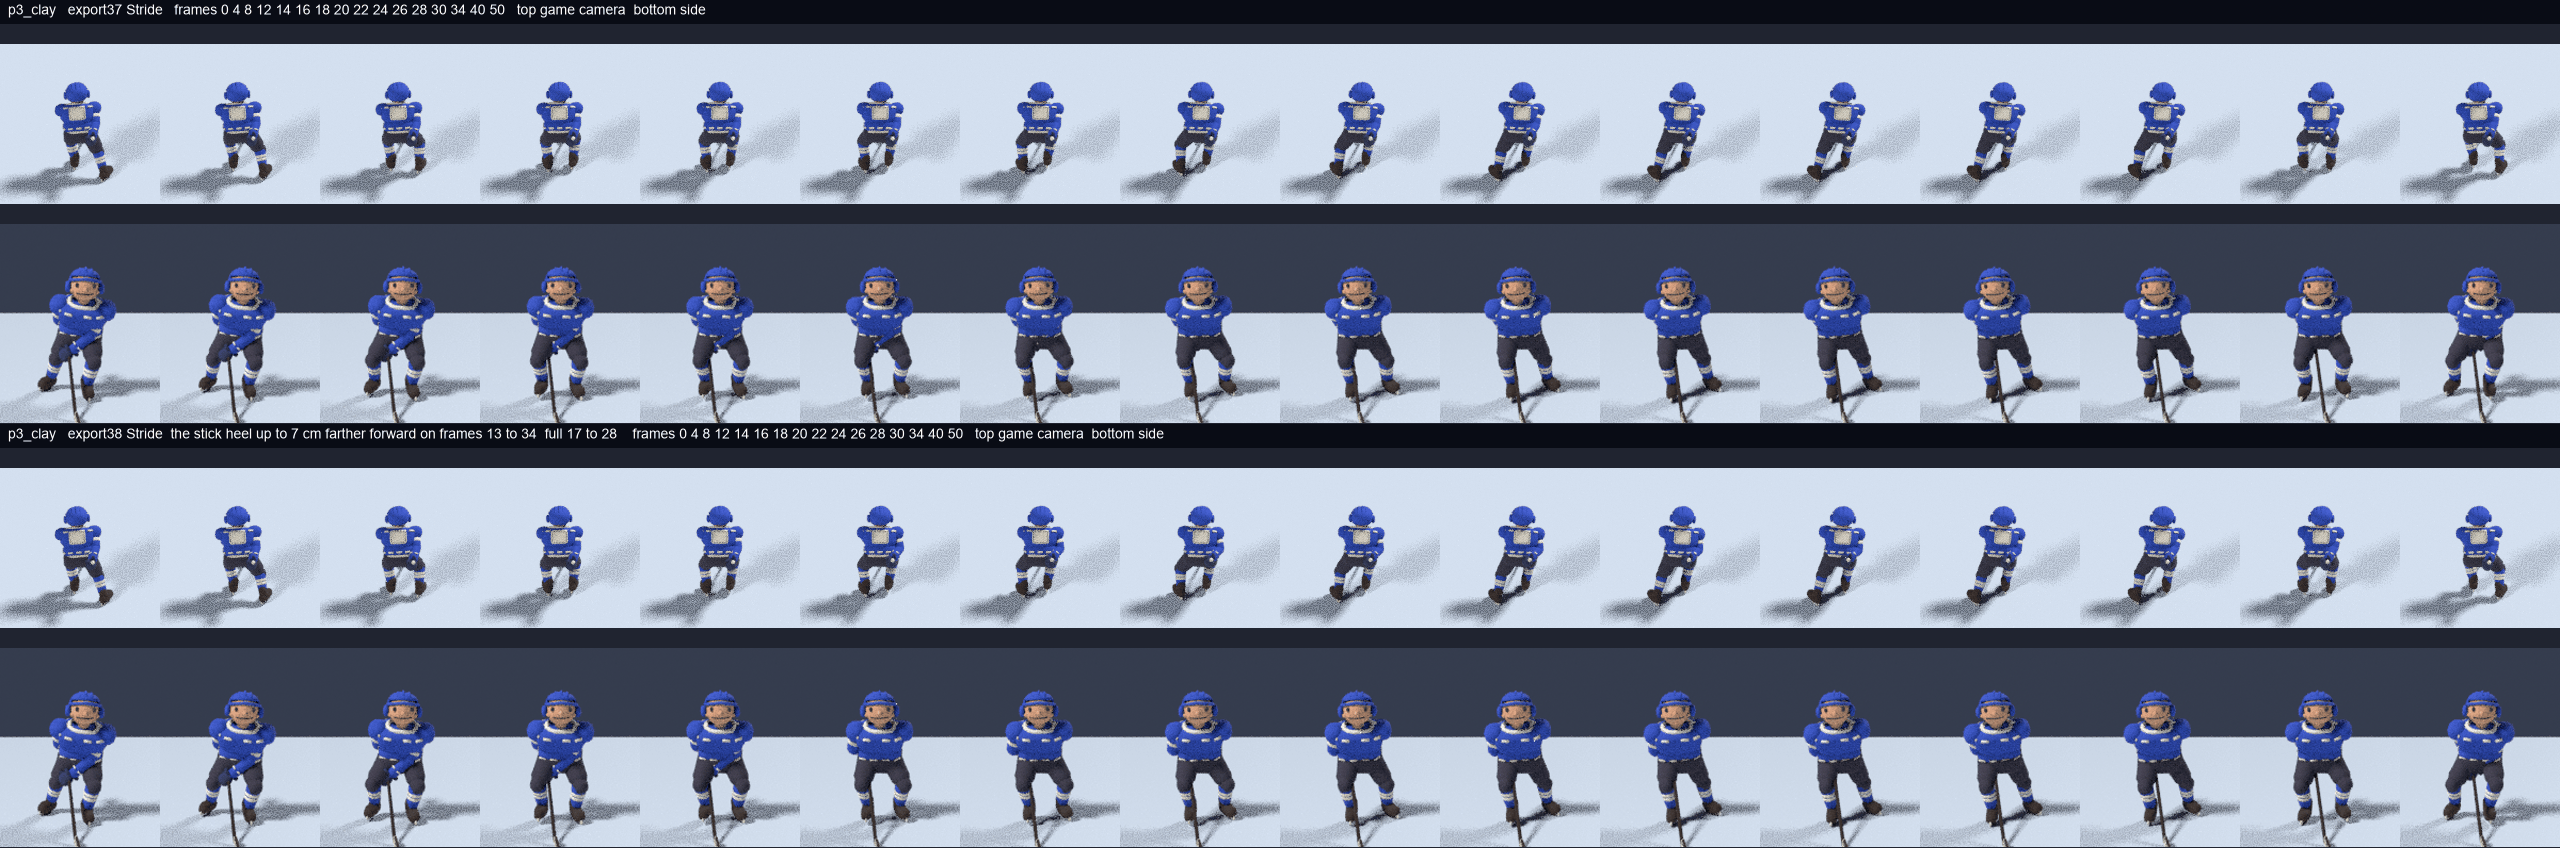 p3_clay export37 Stride frames 0 4 8 12 14 16 18 20 22 24 26 28 30 34 40 50 top game camera bottom side
p3_clay export38 Stride the stick heel up to 7 cm farther forward on frames 13 to 34 full 17 to 28 frames 0 4 8 12 14 16 18 20 22 24 26 28 30 34 40 50 top game camera bottom side